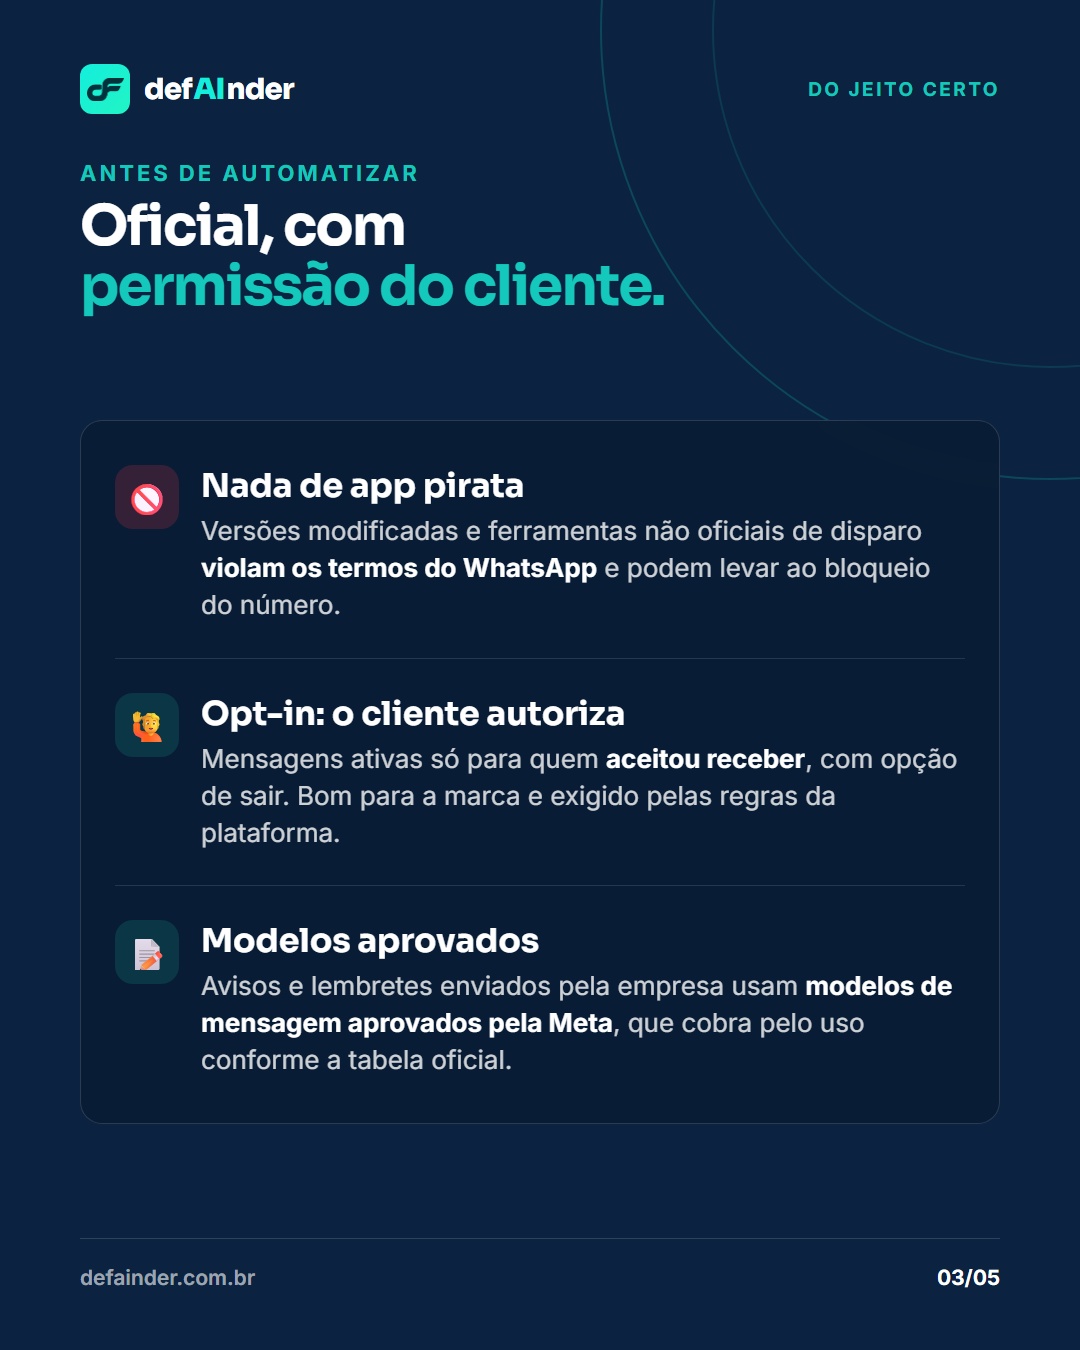 defAInder
DO JEITO CERTO
ANTES DE AUTOMATIZAR
Oficial, com
permissão do cliente.
Nada de app pirata
Versões modificadas e ferramentas não oficiais de disparo
violam os termos do WhatsApp e podem levar ao bloqueio
do número.
Opt-in: o cliente autoriza
Mensagens ativas só para quem aceitou receber, com opção
de sair. Bom para a marca e exigido pelas regras da
plataforma.
Modelos aprovados
Avisos e lembretes enviados pela empresa usam modelos de
mensagem aprovados pela Meta, que cobra pelo uso
conforme a tabela oficial.
defainder.com.br
03/05